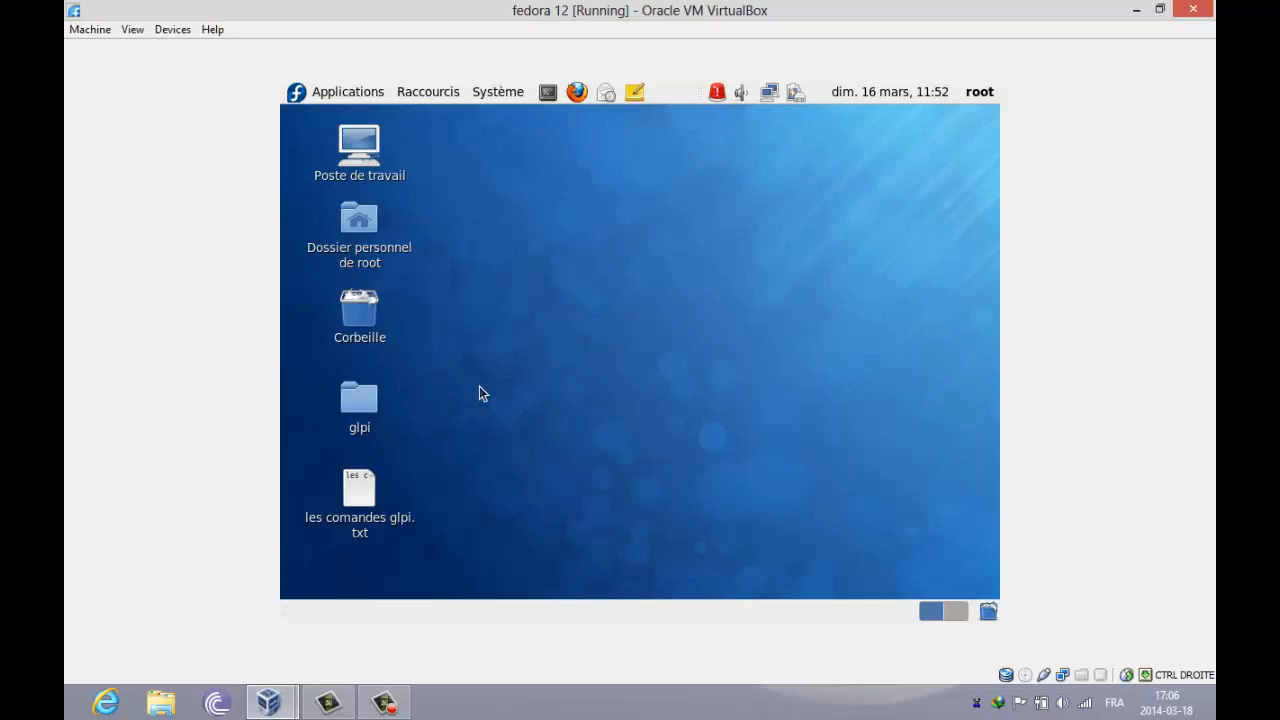 fedora 12 [Running] - Oracle VM VirtualBox
Machine View Devices Help
Applications Raccourcis Système dim. 16 mars, 11:52 root
Poste de travail
Dossier personnel
de root
Corbeille
glpi
les c
les comandes glpi.
txt
CTRL DROITE
FRA
17:06
2014-03-18